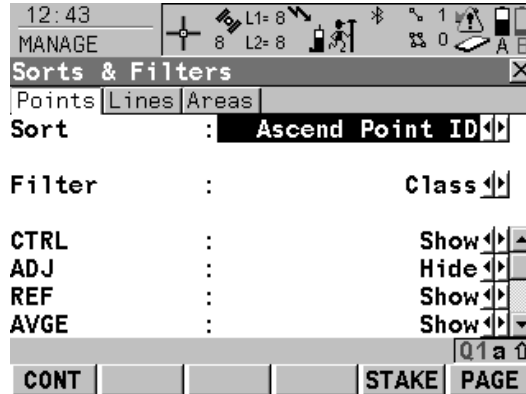 12:43 L1= 8 1
MANAGE 8 L2= 8 0 A B
Sorts & Filters
Points Lines Areas
Sort : Ascend Point ID
Filter : Class
CTRL : Show
ADJ : Hide
REF : Show
AVGE : Show
Q1 a
CONT STAKE PAGE